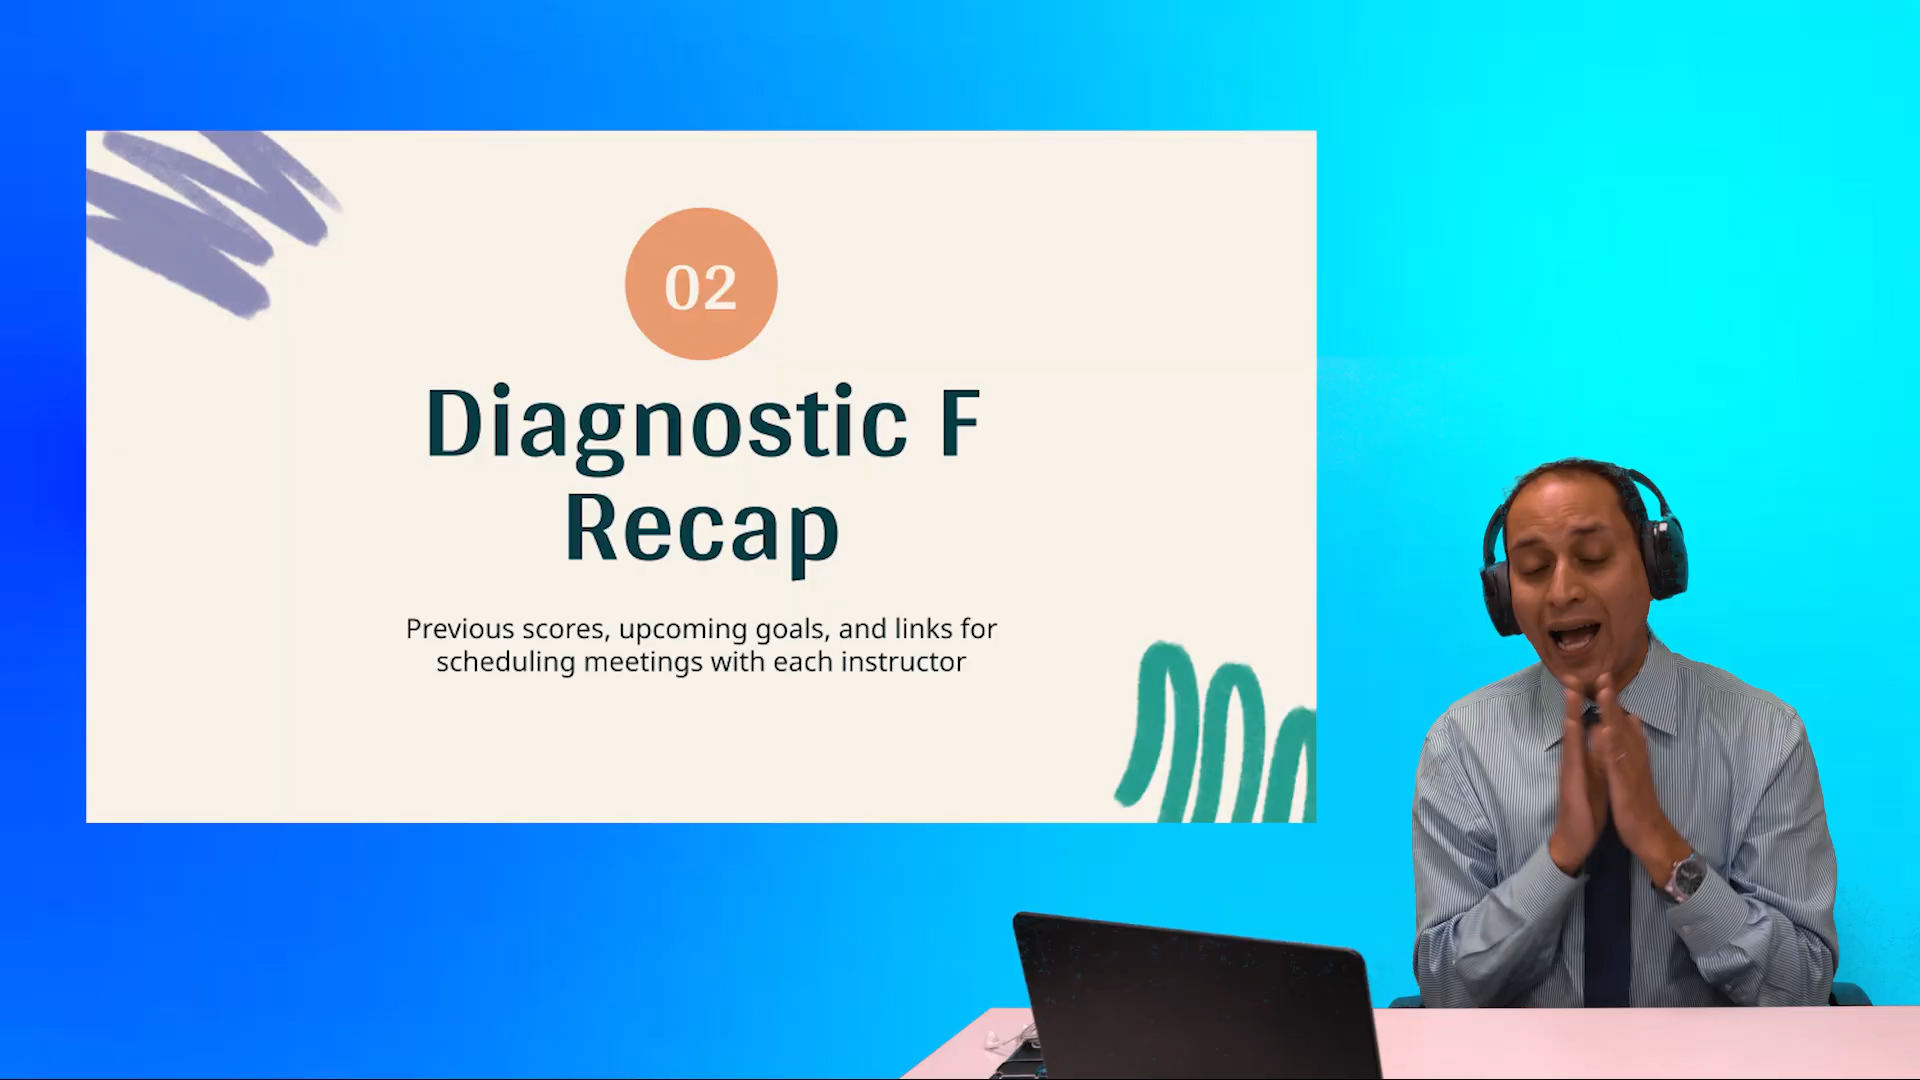 02
Diagnostic F
Recap
Previous scores, upcoming goals, and links for
scheduling meetings with each instructor